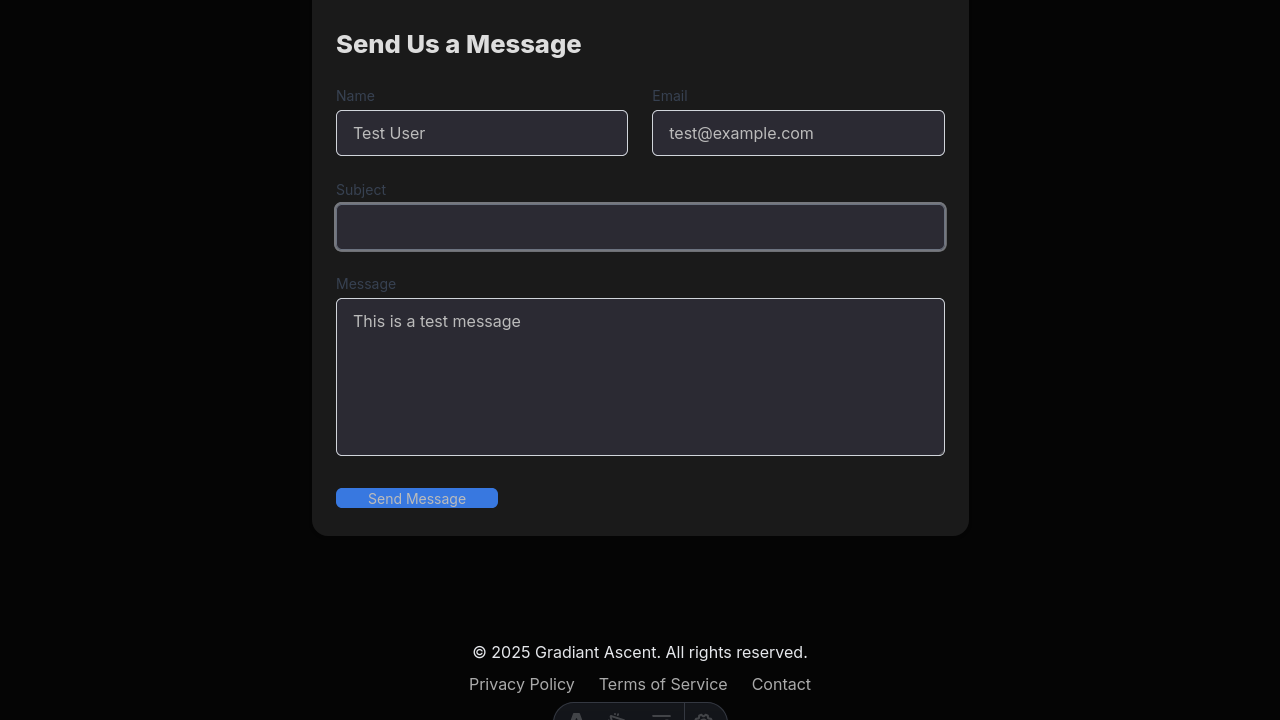 Send Us a Message
Name
Email
Test User
test@example.com
Subject
Message
This is a test message
Send Message
© 2025 Gradiant Ascent. All rights reserved.
Privacy Policy
Terms of Service
Contact